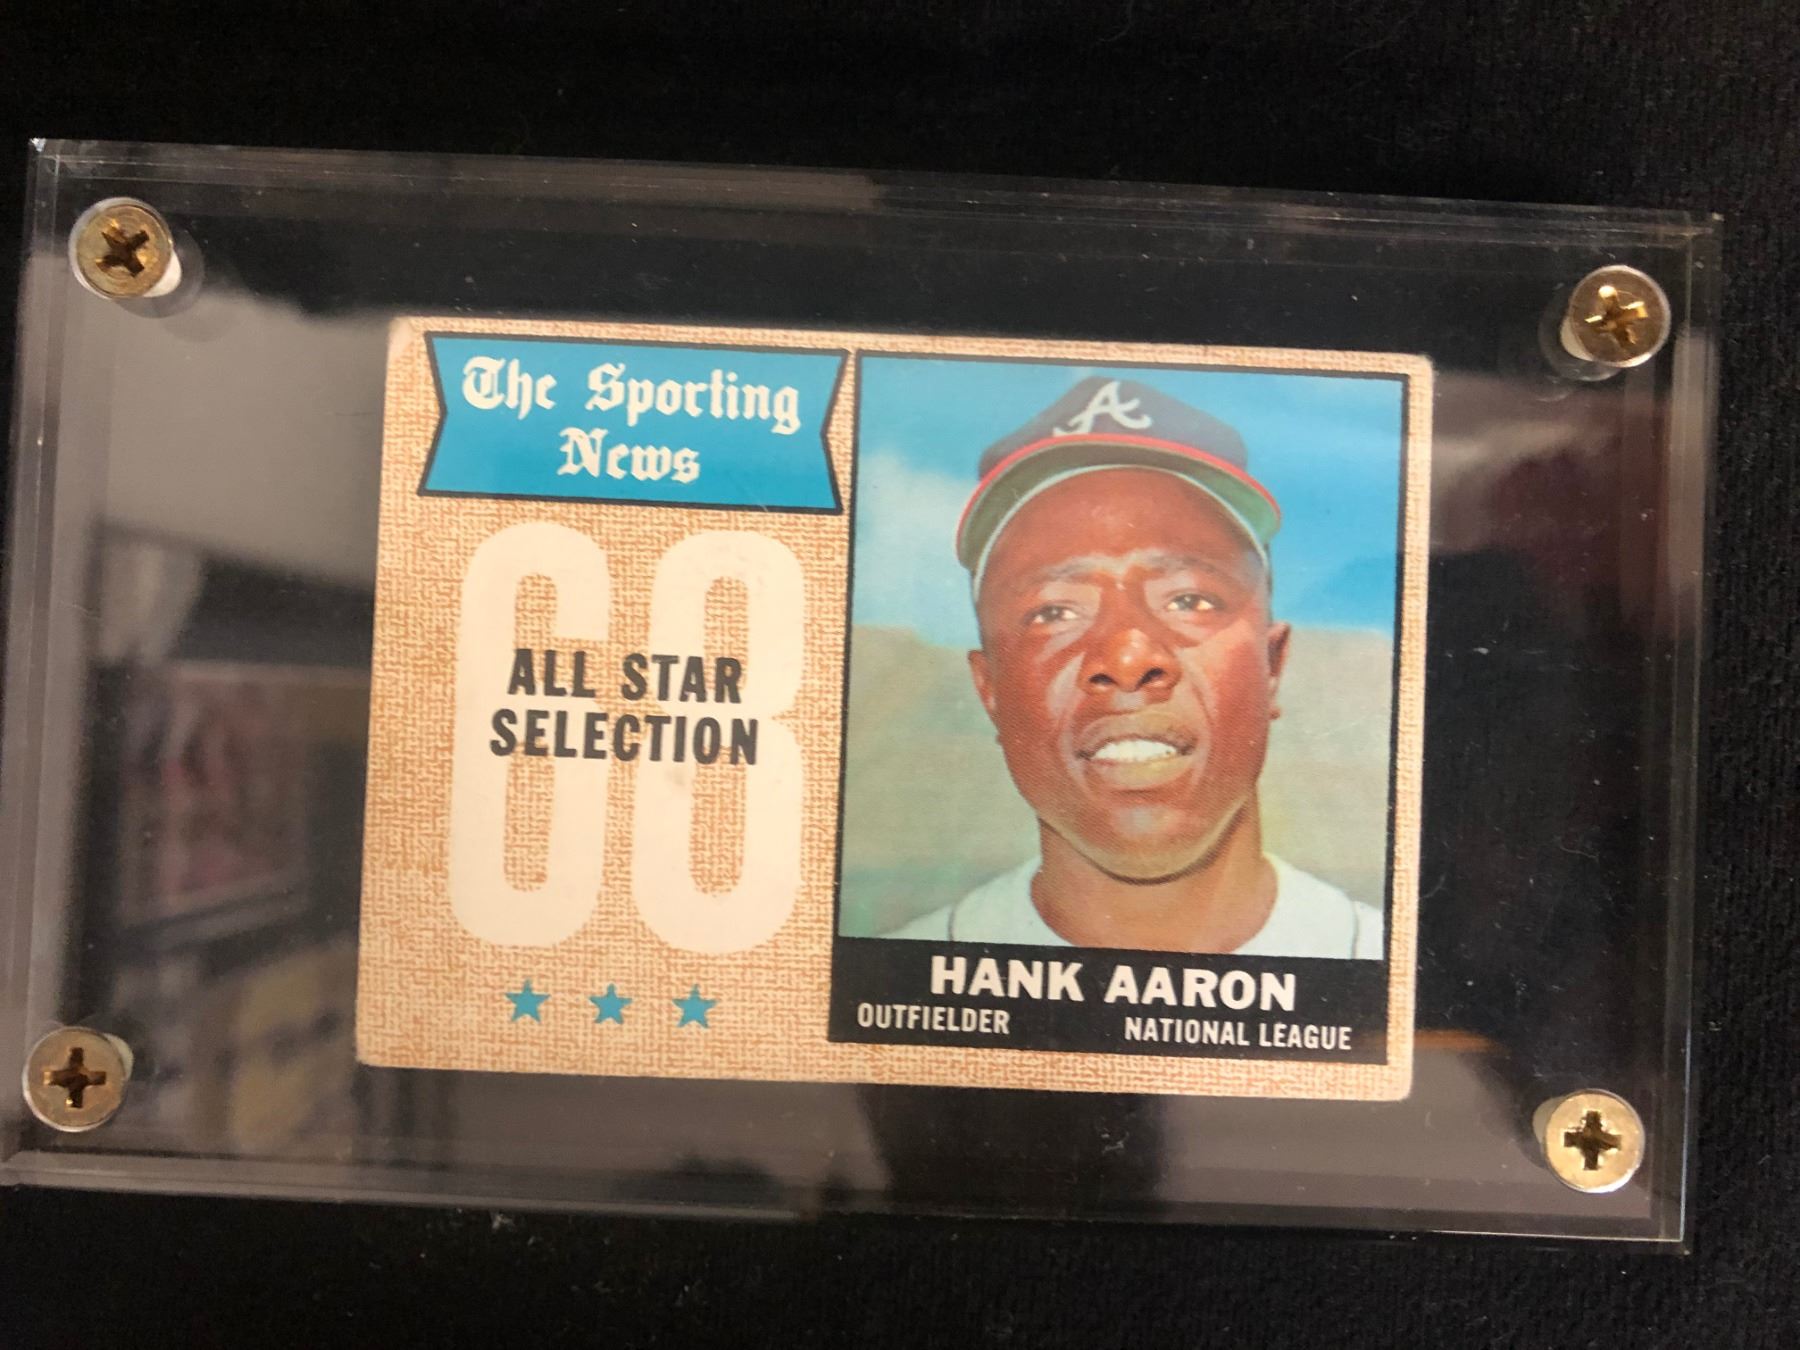 The Sporting
News
68
ALL STAR
SELECTION
A
HANK AARON
OUTFIELDER NATIONAL LEAGUE